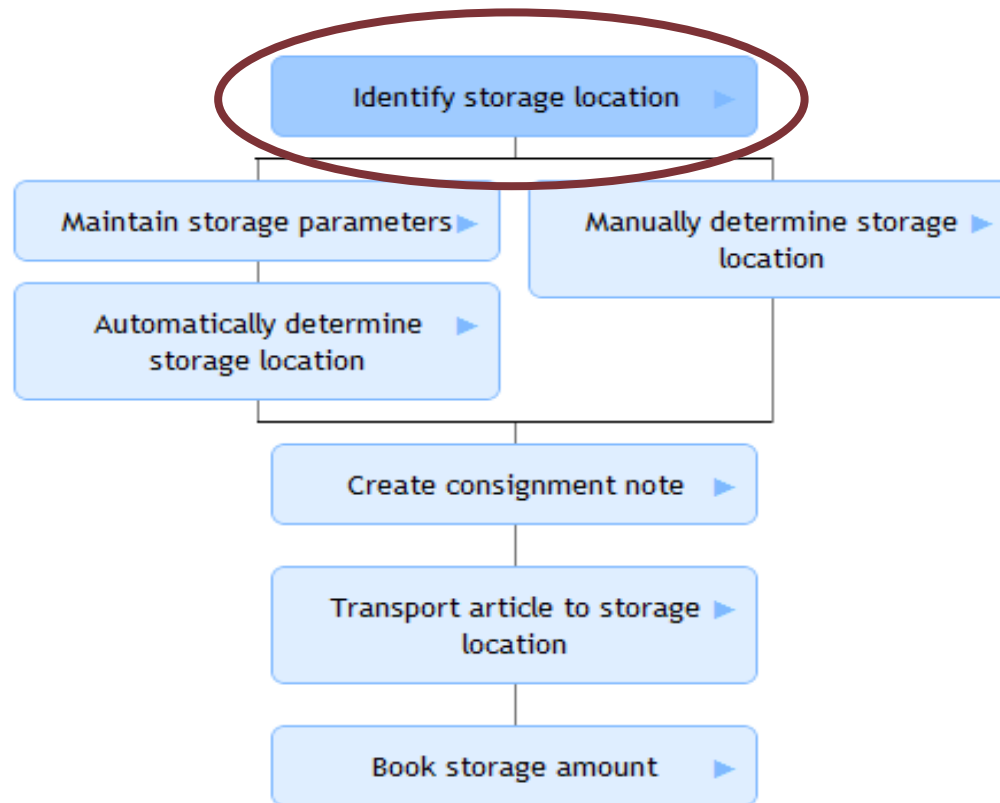 Identify storage location
Maintain storage parameters
Manually determine storage
location
Automatically determine
storage location
Create consignment note
Transport article to storage
location
Book storage amount